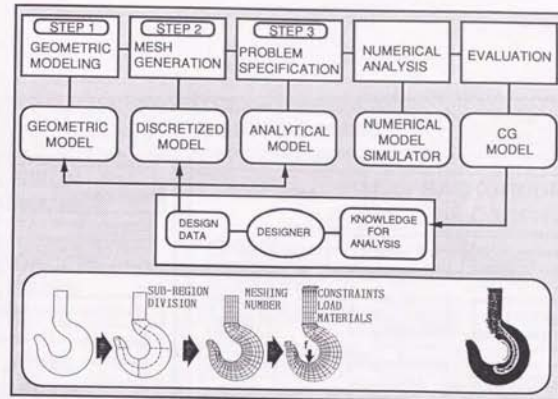 STEP 1
GEOMETRIC
MODELING
STEP 2
MESH
GENERATION
STEP 3
PROBLEM
SPECIFICATION
NUMERICAL
ANALYSIS
EVALUATION
GEOMETRIC
MODEL
DISCRETIZED
MODEL
ANALYTICAL
MODEL
NUMERICAL
MODEL
SIMULATOR
CG
MODEL
DESIGN
DATA
DESIGNER
KNOWLEDGE
FOR
ANALYSIS
SUB-REGION
DIVISION
MESHING
NUMBER
CONSTRAINTS
LOAD
MATERIALS
f